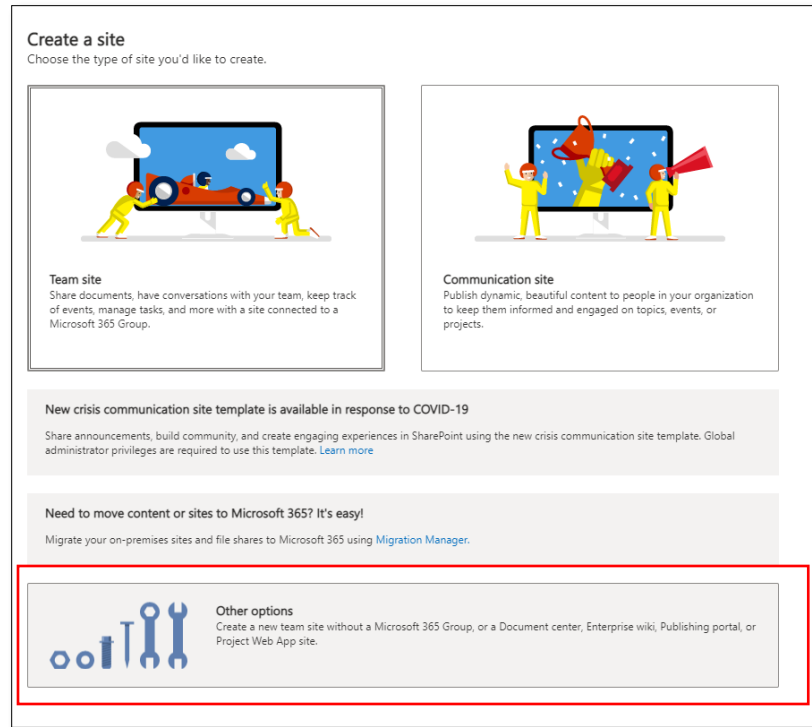 Create a site
Choose the type of site you'd like to create.
Team site
Share documents, have conversations with your team, keep track
of events, manage tasks, and more with a site connected to a
Microsoft 365 Group.
Communication site
Publish dynamic, beautiful content to people in your organization
to keep them informed and engaged on topics, events, or
projects.
New crisis communication site template is available in response to COVID-19
Share announcements, build community, and create engaging experiences in SharePoint using the new crisis communication site template. Global
administrator privileges are required to use this template. Learn more
Need to move content or sites to Microsoft 365? It's easy!
Migrate your on-premises sites and file shares to Microsoft 365 using Migration Manager.
Other options
Create a new team site without a Microsoft 365 Group, or a Document center, Enterprise wiki, Publishing portal, or
Project Web App site.